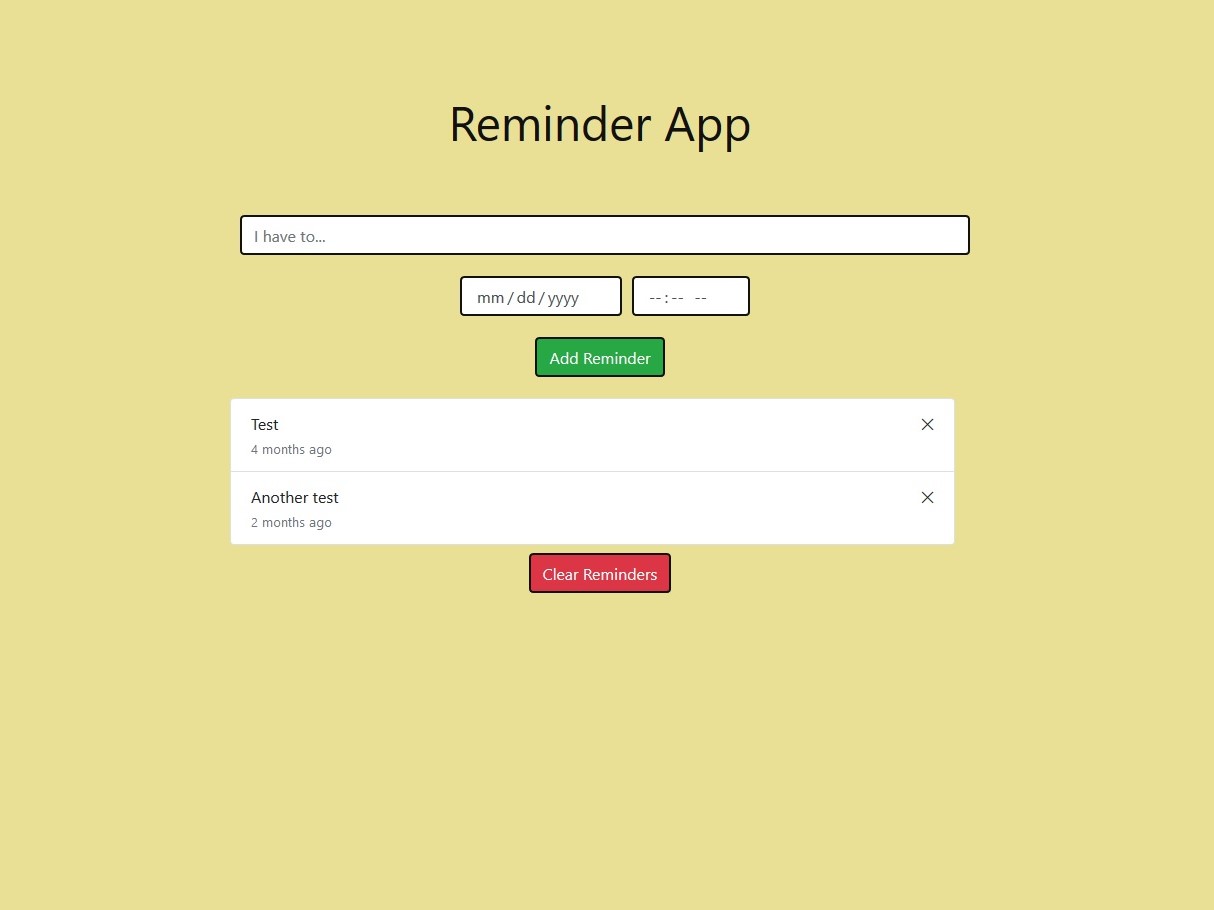 Reminder App
I have to...
mm/dd/yyyy --:-- --
Add Reminder
Test
4 months ago
Another test
2 months ago
Clear Reminders